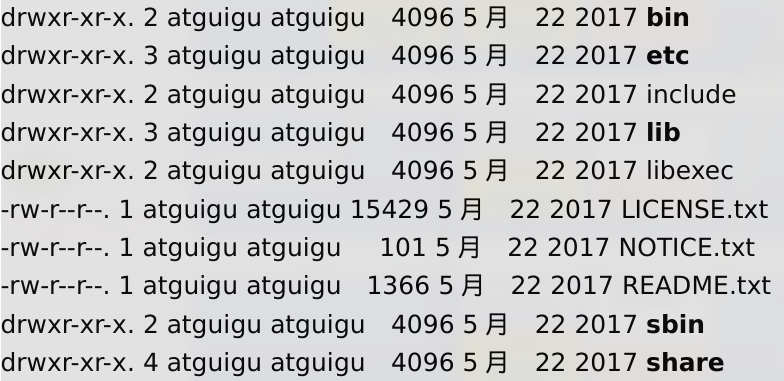 drwxr-xr-x. 2 atguigu atguigu 4096 5月 22 2017 bin
drwxr-xr-x. 3 atguigu atguigu 4096 5月 22 2017 etc
drwxr-xr-x. 2 atguigu atguigu 4096 5月 22 2017 include
drwxr-xr-x. 3 atguigu atguigu 4096 5月 22 2017 lib
drwxr-xr-x. 2 atguigu atguigu 4096 5月 22 2017 libexec
-rw-r--r--. 1 atguigu atguigu 15429 5月 22 2017 LICENSE.txt
-rw-r--r--. 1 atguigu atguigu 101 5月 22 2017 NOTICE.txt
-rw-r--r--. 1 atguigu atguigu 1366 5月 22 2017 README.txt
drwxr-xr-x. 2 atguigu atguigu 4096 5月 22 2017 sbin
drwxr-xr-x. 4 atguigu atguigu 4096 5月 22 2017 share